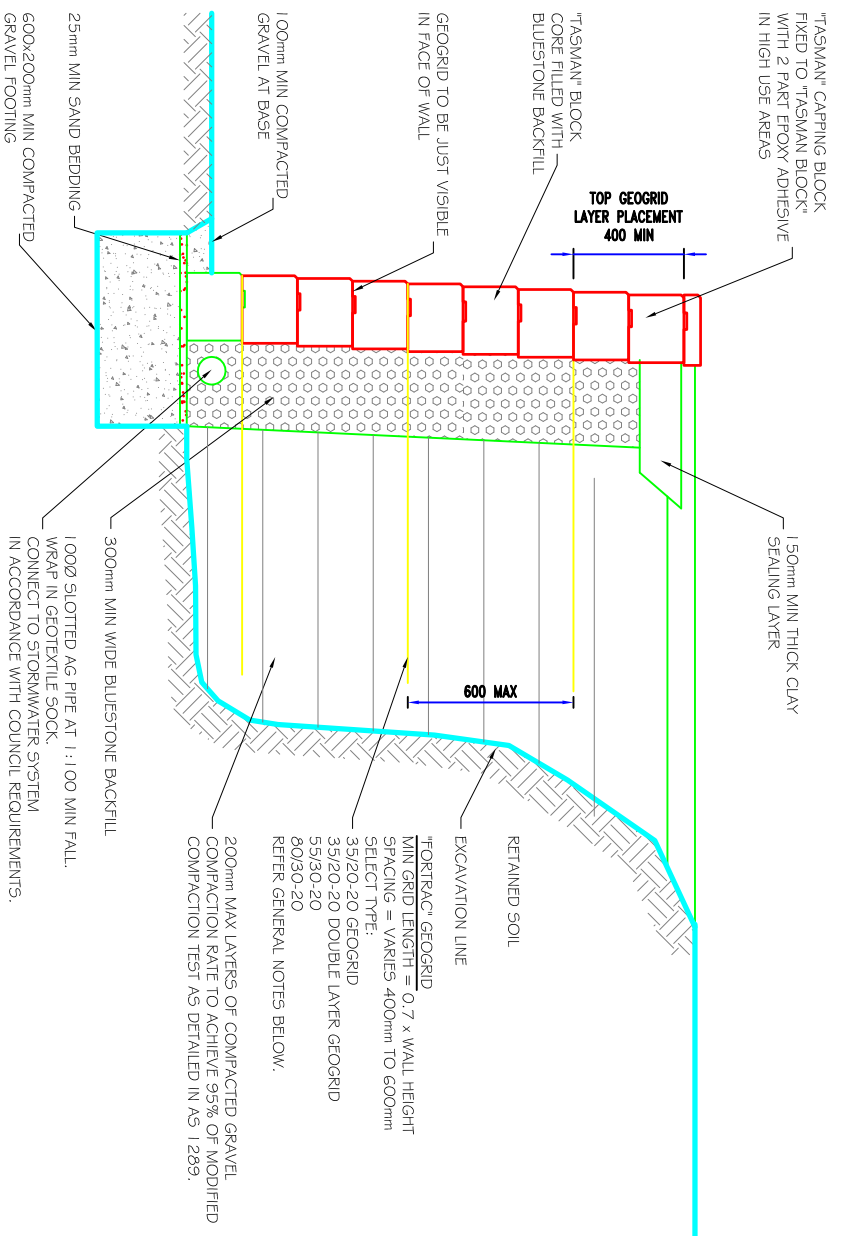 "TASMAN" CAPPING BLOCK
FIXED TO "TASMAN BLOCK"
WITH 2 PART EPOXY ADHESIVE
IN HIGH USE AREAS
TOP GEOGRID
LAYER PLACEMENT
400 MIN
"TASMAN" BLOCK
CORE FILLED WITH
BLUESTONE BACKFILL
GEOGRID TO BE JUST VISIBLE
IN FACE OF WALL
100mm MIN COMPACTED
GRAVEL AT BASE
25mm MIN SAND BEDDING
600x200mm MIN COMPACTED
GRAVEL FOOTING
150mm MIN THICK CLAY
SEALING LAYER
600 MAX
RETAINED SOIL
EXCAVATION LINE
"FORTRAC" GEOGRID
MIN GRID LENGTH = 0.7 x WALL HEIGHT
SPACING = VARIES 400mm TO 600mm
SELECT TYPE:
35/20-20 GEOGRID
35/20-20 DOUBLE LAYER GEOGRID
55/30-20
80/30-20
REFER GENERAL NOTES BELOW.
200mm MAX LAYERS OF COMPACTED GRAVEL
COMPACTION RATE TO ACHIEVE 95% OF MODIFIED
COMPACTION TEST AS DETAILED IN AS 1289.
300mm MIN WIDE BLUESTONE BACKFILL
100Ø SLOTTED AG PIPE AT 1:100 MIN FALL.
WRAP IN GEOTEXTILE SOCK.
CONNECT TO STORMWATER SYSTEM
IN ACCORDANCE WITH COUNCIL REQUIREMENTS.